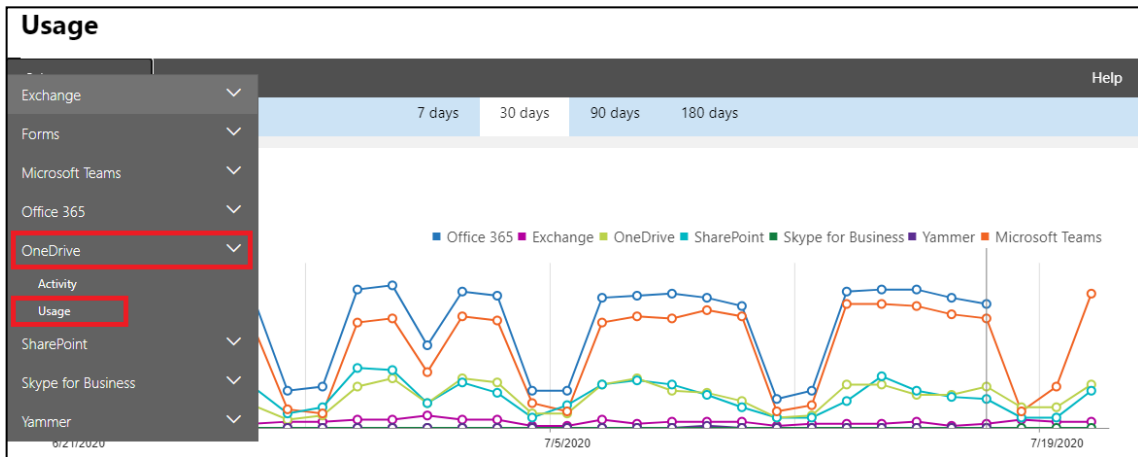 Usage
Help
Exchange
Forms
Microsoft Teams
Office 365
OneDrive
Activity
Usage
SharePoint
Skype for Business
Yammer
7 days 30 days 90 days 180 days
Office 365 Exchange OneDrive SharePoint Skype for Business Yammer Microsoft Teams
6/21/2020 7/5/2020 7/19/2020